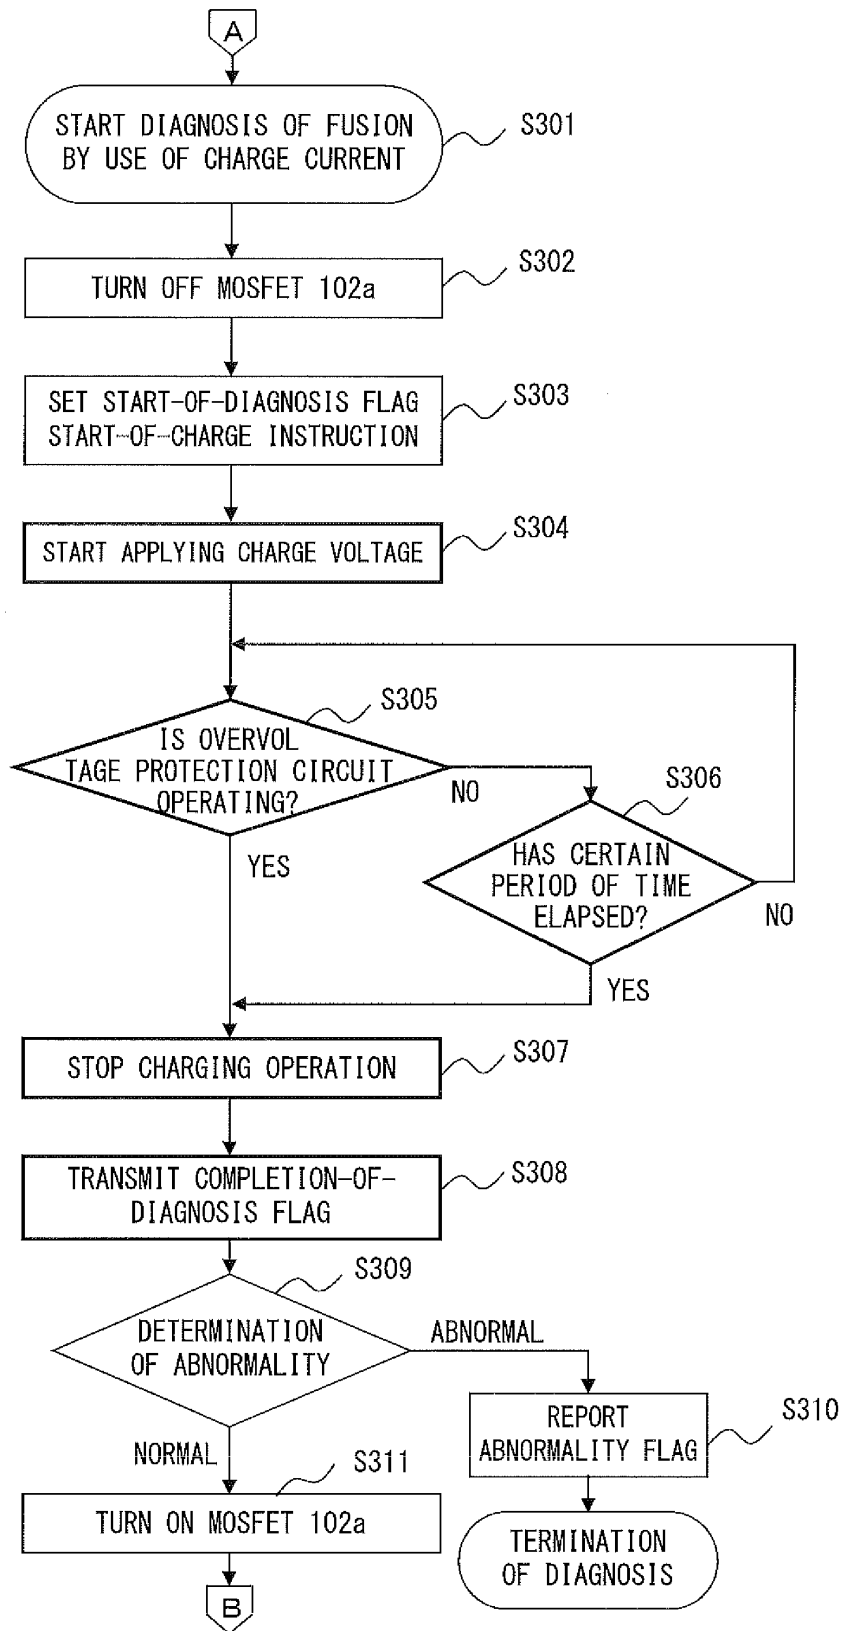 A
START DIAGNOSIS OF FUSION
BY USE OF CHARGE CURRENT
S301
TURN OFF MOSFET 102a
S302
SET START-OF-DIAGNOSIS FLAG
START-OF-CHARGE INSTRUCTION
S303
START APPLYING CHARGE VOLTAGE
S304
IS OVERVOL
TAGE PROTECTION CIRCUIT
OPERATING?
S305
NO
YES
HAS CERTAIN
PERIOD OF TIME
ELAPSED?
S306
NO
YES
STOP CHARGING OPERATION
S307
TRANSMIT COMPLETION-OF-
DIAGNOSIS FLAG
S308
DETERMINATION
OF ABNORMALITY
S309
ABNORMAL
NORMAL
REPORT
ABNORMALITY FLAG
S310
TERMINATION
OF DIAGNOSIS
TURN ON MOSFET 102a
S311
B